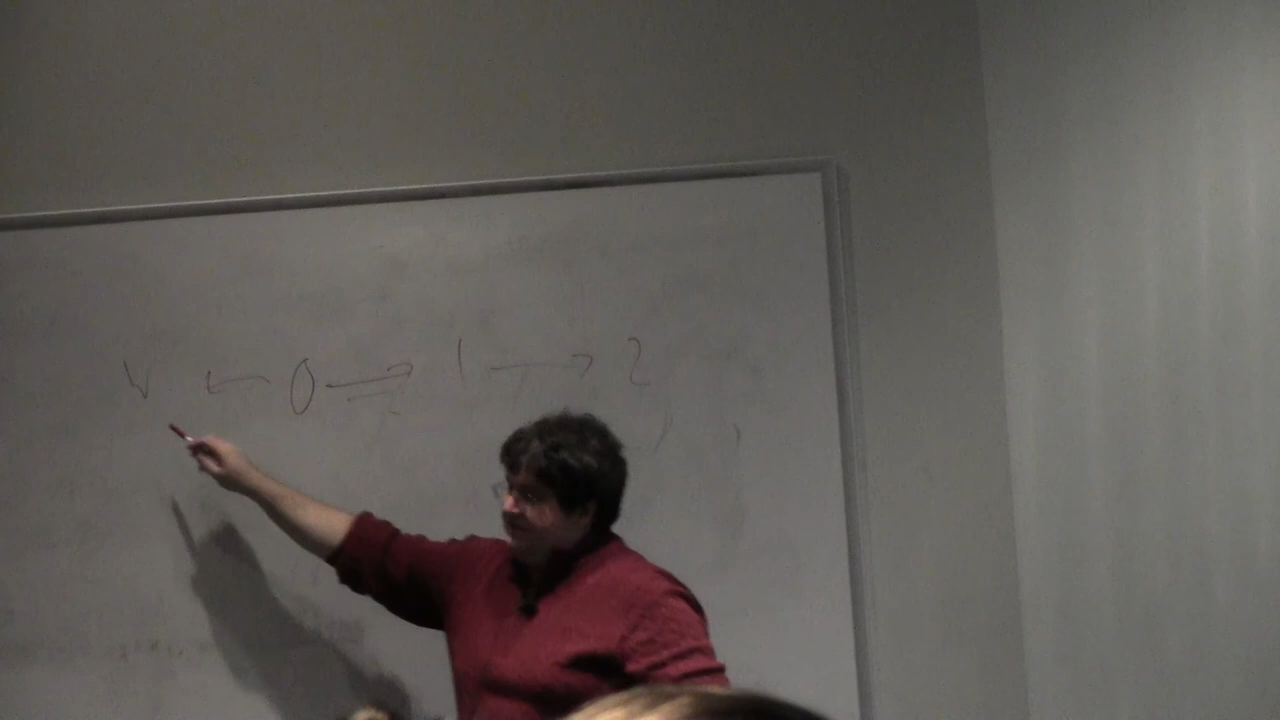 V ← 0 → 1 → 2